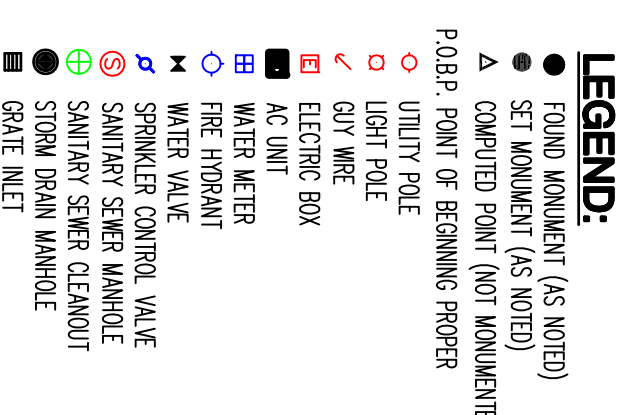 LEGEND:
FOUND MONUMENT (AS NOTED)
SET MONUMENT (AS NOTED)
COMPUTED POINT (NOT MONUMENTE
P.O.B.P. POINT OF BEGINNING PROPER
UTILITY POLE
LIGHT POLE
GUY WIRE
E ELECTRIC BOX
AC UNIT
WATER METER
FIRE HYDRANT
WATER VALVE
SPRINKLER CONTROL VALVE
S SANITARY SEWER MANHOLE
SANITARY SEWER CLEANOUT
STORM DRAIN MANHOLE
GRATE INLET